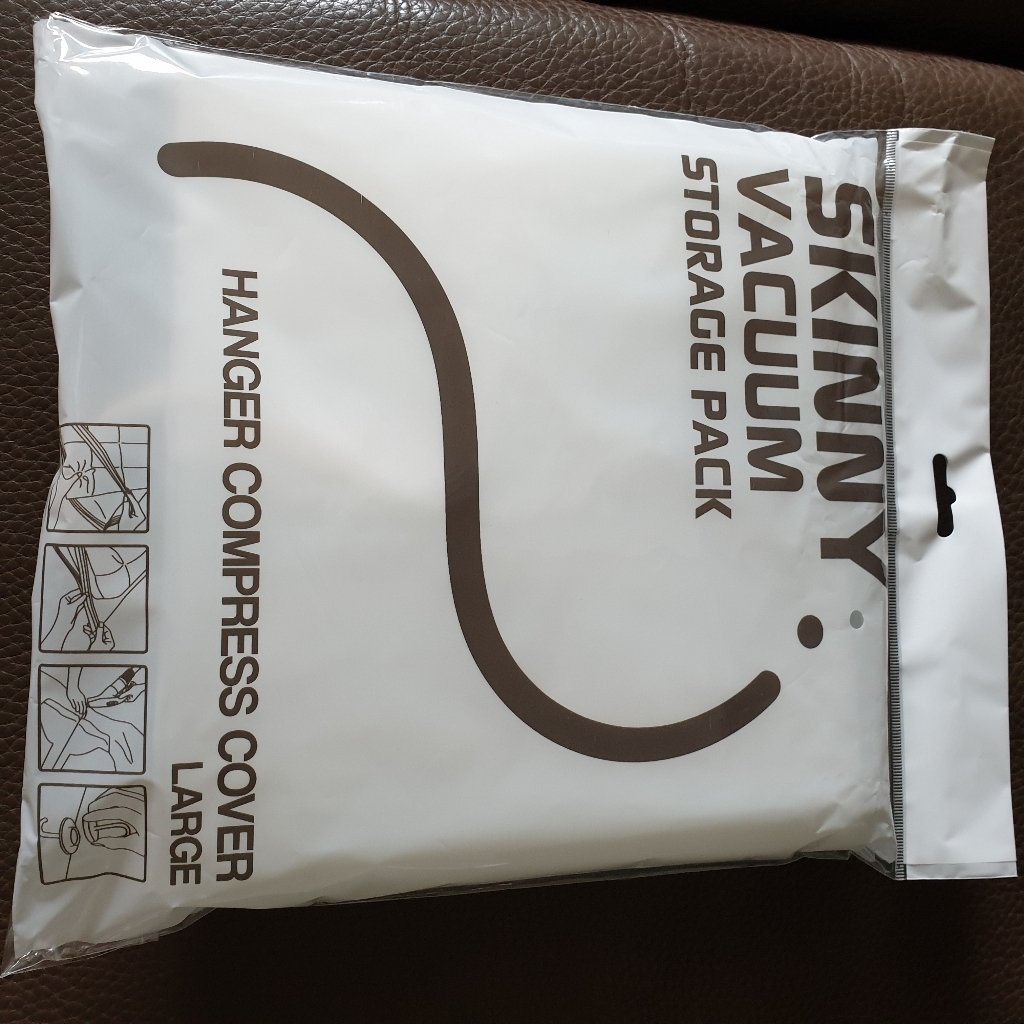 SKINNY
VACUUM
STORAGE PACK
HANGER COMPRESS COVER
LARGE